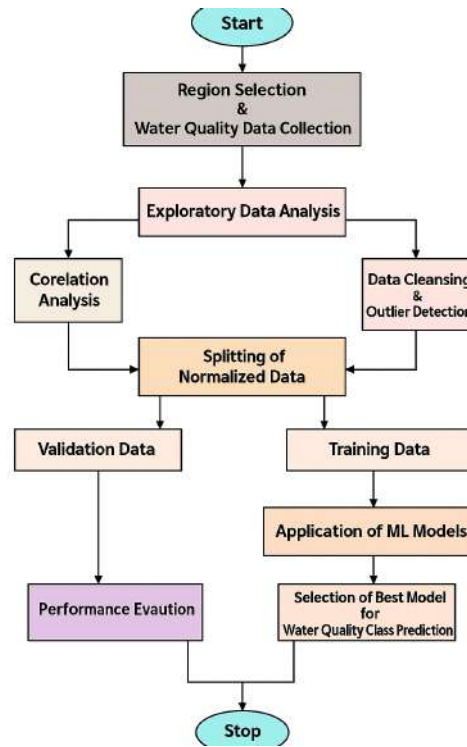 Start
Region Selection
&
Water Quality Data Collection
Exploratory Data Analysis
Corelation
Analysis
Data Cleansing
&
Outlier Detection
Splitting of
Normalized Data
Validation Data
Training Data
Application of ML Models
Performance Evaution
Selection of Best Model
for
Water Quality Class Prediction
Stop